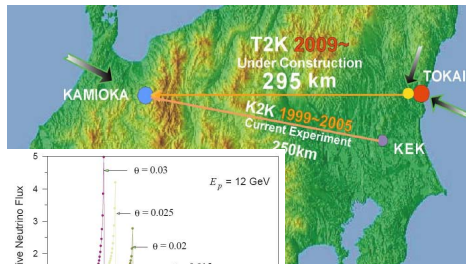 T2K 2009~
Under Construction
295 km
TOKAI
KAMIOKA
K2K 1999~2005
Current Experiment
250km
KEK
5
θ = 0.03
E_p = 12 GeV
4
θ = 0.025
3
θ = 0.02
2
Neutrino Flux